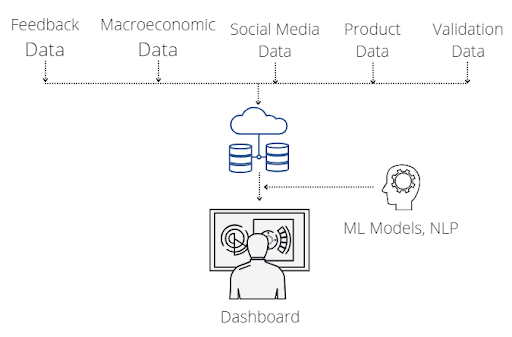 Feedback
Data
Macroeconomic
Data
Social Media
Data
Product
Data
Validation
Data
ML Models, NLP
Dashboard